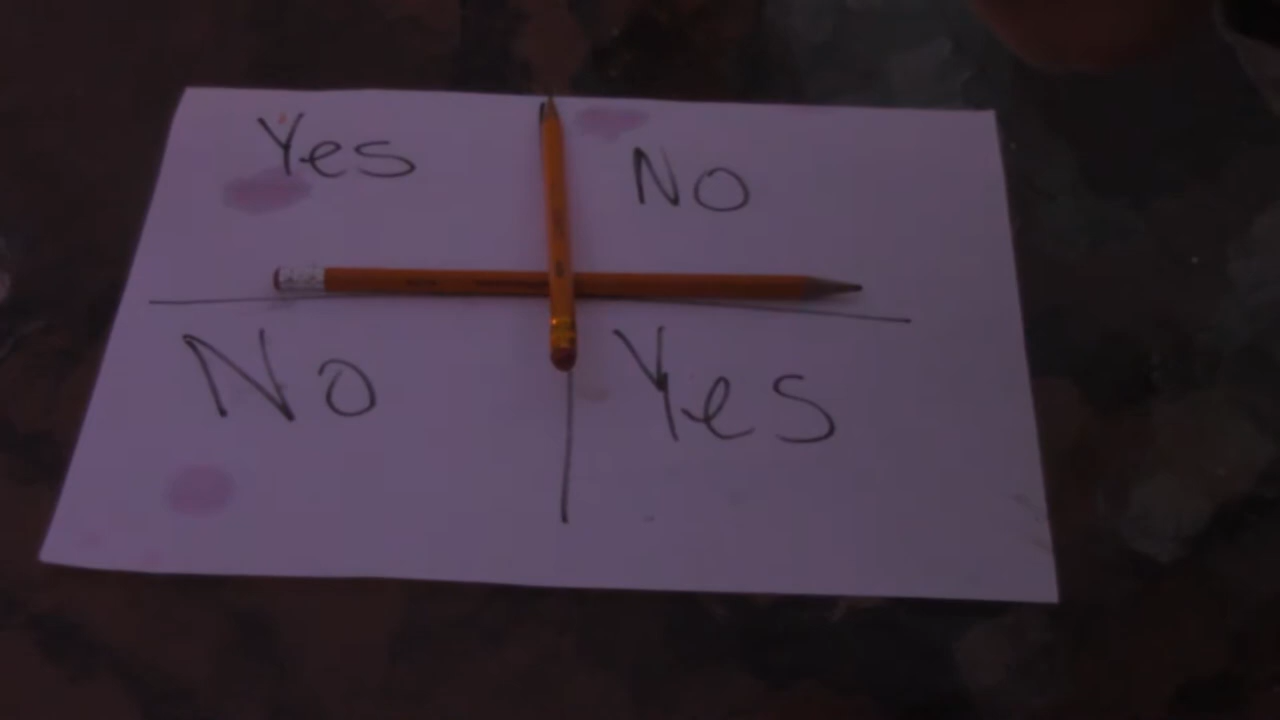 Yes No
No Yes